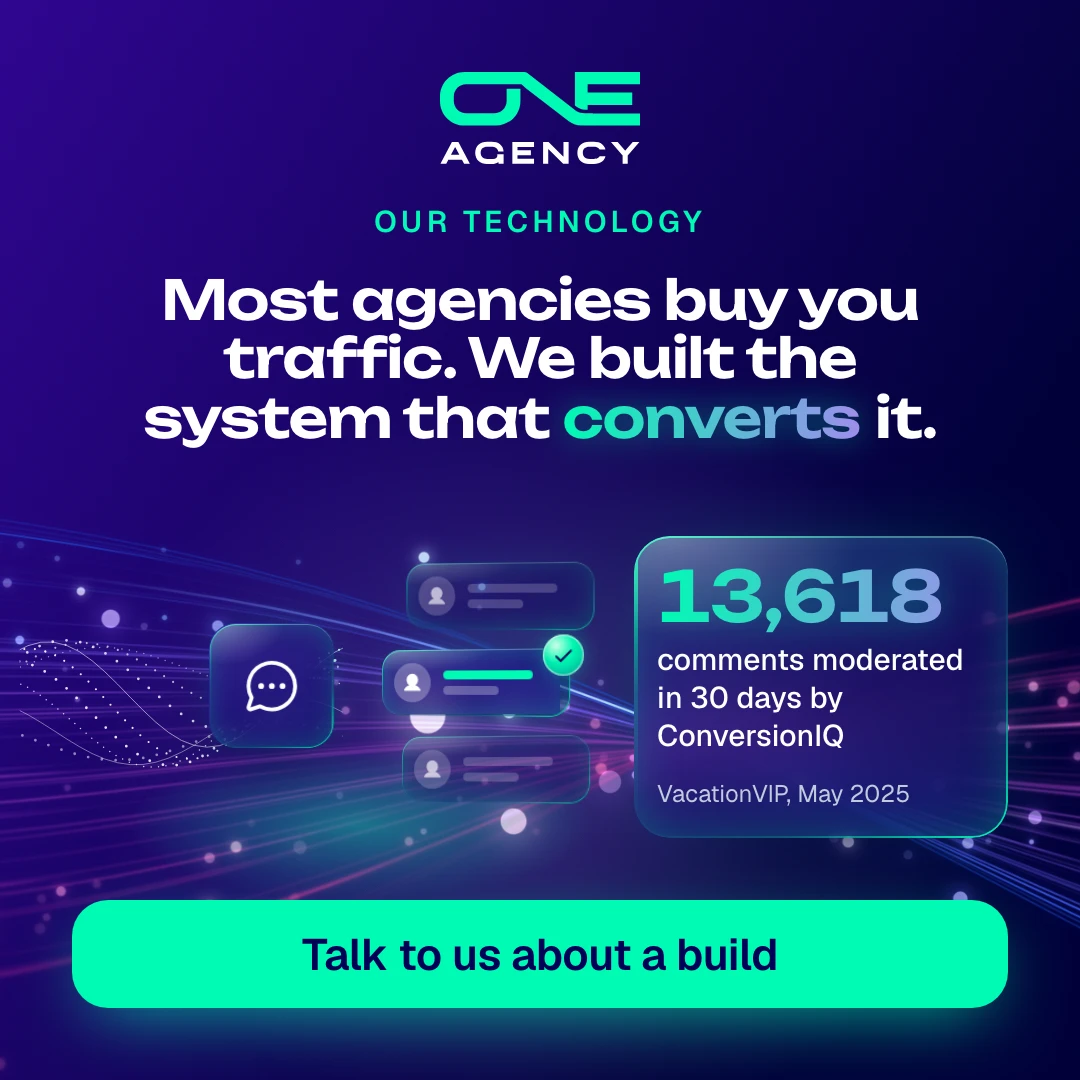 ONE
AGENCY
OUR TECHNOLOGY
Most agencies buy you
traffic. We built the
system that converts it.
13,618
comments moderated
in 30 days by
ConversionIQ
VacationVIP, May 2025
Talk to us about a build